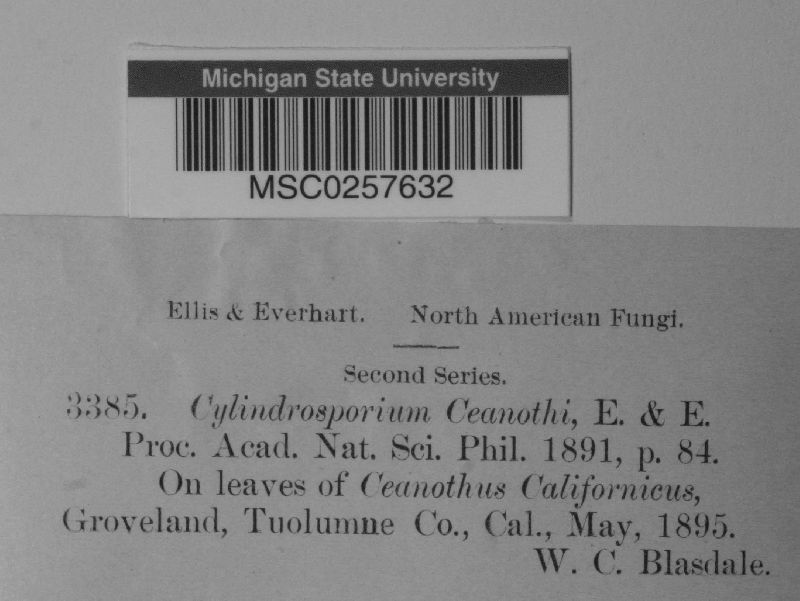 Michigan State University
MSC0257632
Ellis & Everhart. North American Fungi.
Second Series.
3385. Cylindrosporium Ceanothi, E. & E.
Proc. Acad. Nat. Sci. Phil. 1891, p. 84.
On leaves of Ceanothus Californicus,
Groveland, Tuolumne Co., Cal., May, 1895.
W. C. Blasdale.